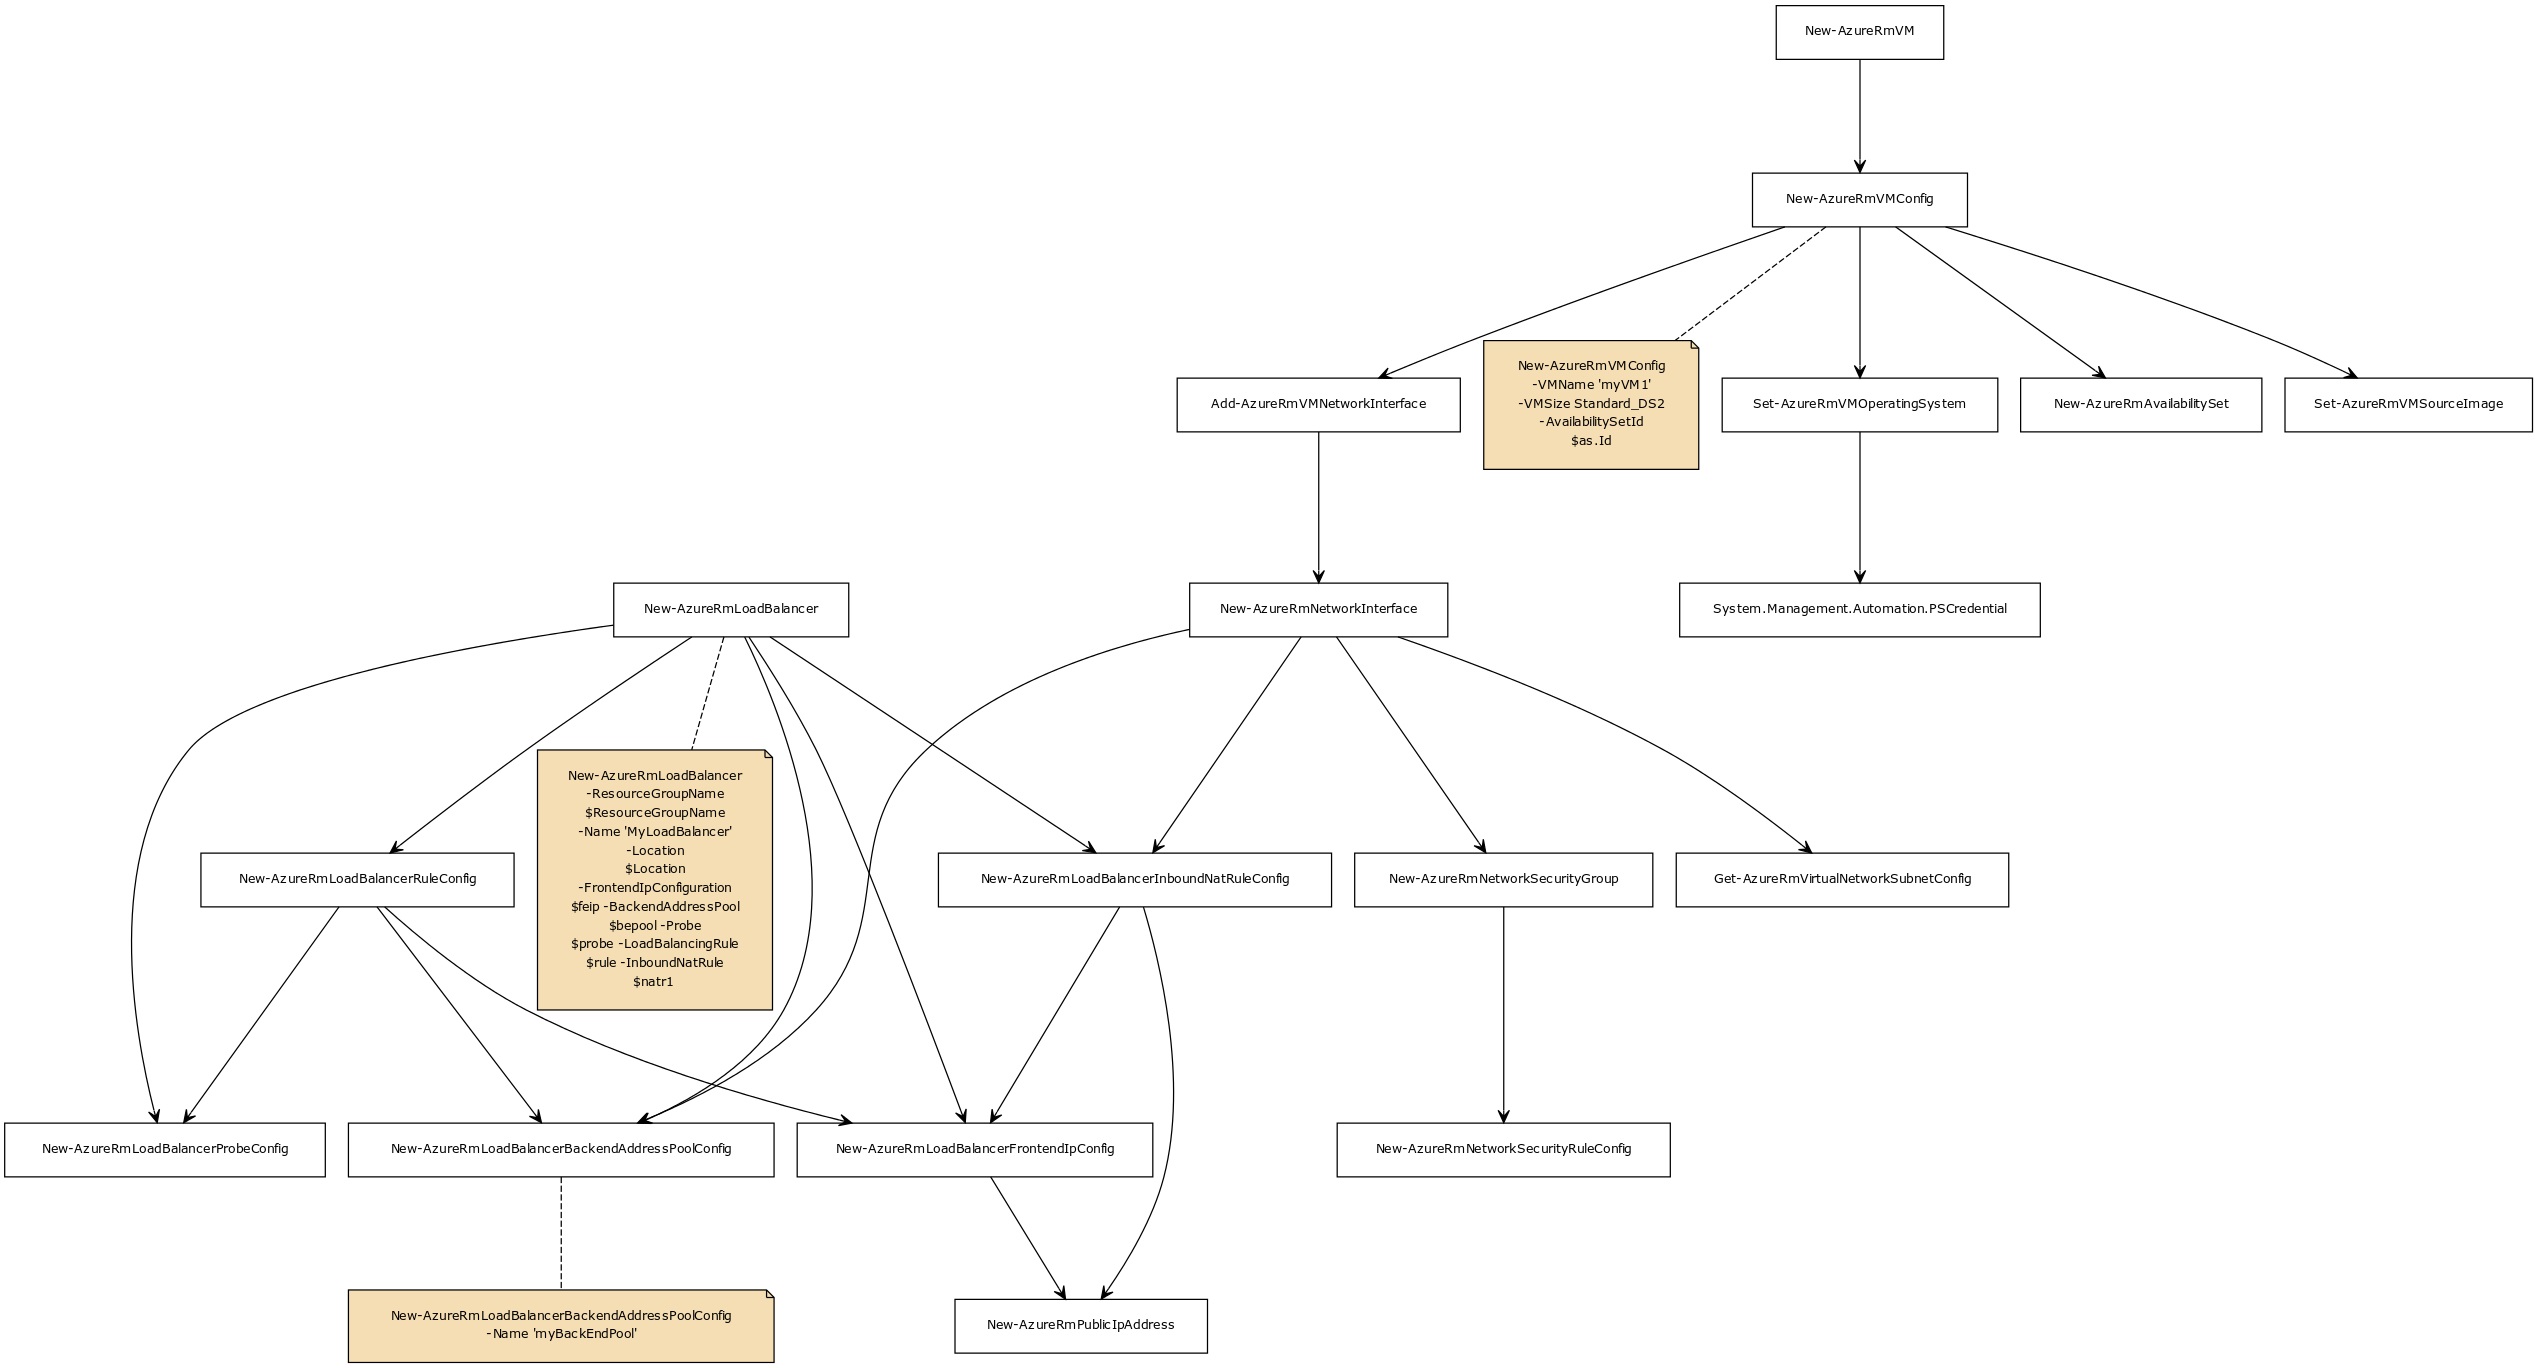 New-AzureRmVM
New-AzureRmVMConfig
Add-AzureRmVMNetworkInterface
New-AzureRmVMConfig
-VMName 'myVM1'
-VMSize Standard_DS2
-AvailabilitySetId
$as.Id
Set-AzureRmVMOperatingSystem
New-AzureRmAvailabilitySet
Set-AzureRmVMSourceImage
New-AzureRmLoadBalancer
New-AzureRmNetworkInterface
System.Management.Automation.PSCredential
New-AzureRmLoadBalancer
-ResourceGroupName
$ResourceGroupName
-Name 'MyLoadBalancer'
-Location
$Location
-FrontendIpConfiguration
$feip -BackendAddressPool
$bepool -Probe
$probe -LoadBalancingRule
$rule -InboundNatRule
$natr1
New-AzureRmLoadBalancerRuleConfig
New-AzureRmLoadBalancerInboundNatRuleConfig
New-AzureRmNetworkSecurityGroup
Get-AzureRmVirtualNetworkSubnetConfig
New-AzureRmLoadBalancerProbeConfig
New-AzureRmLoadBalancerBackendAddressPoolConfig
New-AzureRmLoadBalancerFrontendIpConfig
New-AzureRmNetworkSecurityRuleConfig
New-AzureRmLoadBalancerBackendAddressPoolConfig
-Name 'myBackEndPool'
New-AzureRmPublicIpAddress